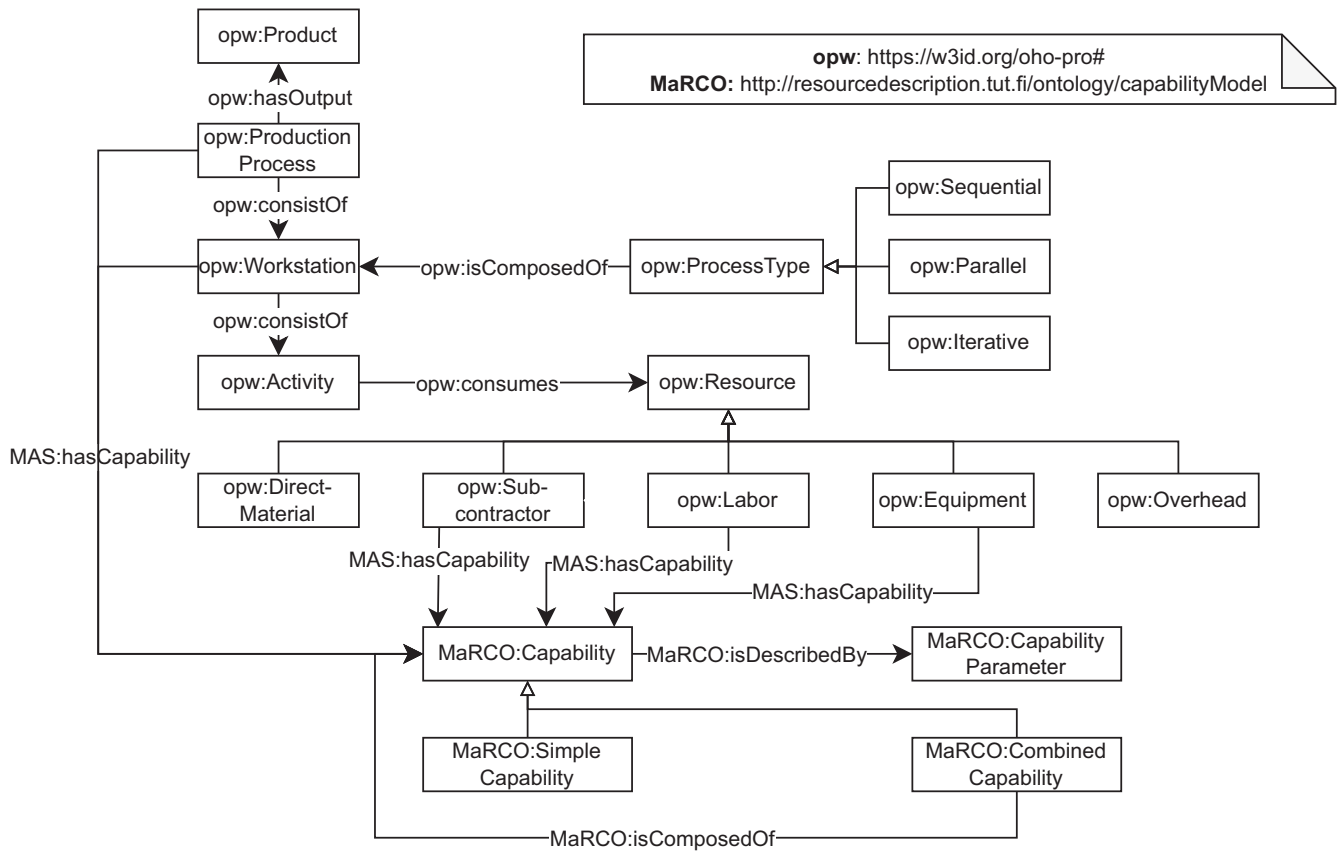 opw:Product
opw: https://w3id.org/oho-pro#
MaRCO: http://resourcedescription.tut.fi/ontology/capabilityModel
opw:hasOutput
opw:Production
Process
opw:consistOf
opw:Sequential
opw:Workstation
opw:isComposedOf
opw:ProcessType
opw:Parallel
opw:consistOf
opw:Iterative
opw:Activity
opw:consumes
opw:Resource
MAS:hasCapability
opw:Direct-
Material
opw:Sub-
contractor
opw:Labor
opw:Equipment
opw:Overhead
MAS:hasCapability
MAS:hasCapability
MAS:hasCapability
MaRCO:Capability
MaRCO:isDescribedBy
MaRCO:Capability
Parameter
MaRCO:Simple
Capability
MaRCO:Combined
Capability
MaRCO:isComposedOf